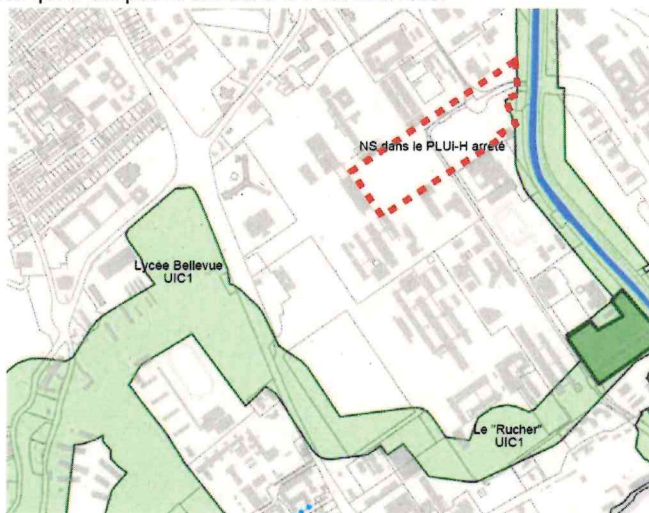 NS dans le PLUi-H arrêté
Lycée Bellevue
UIC1
Le "Rucher"
UIC1